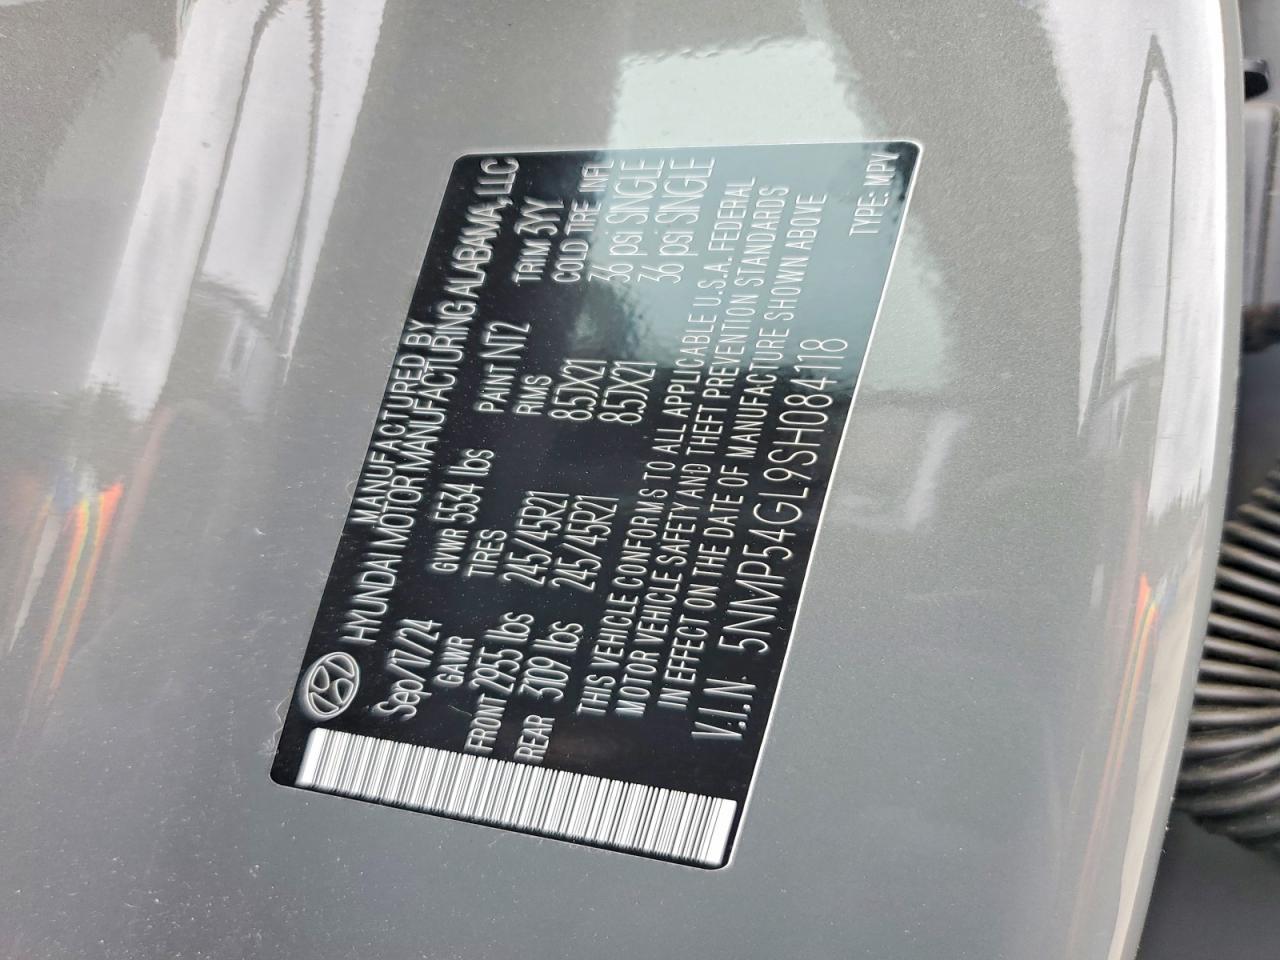 MANUFACTURED BY
HYUNDAI MOTOR MANUFACTURING ALABAMA, LLC
Sep/17/24 GVWR 5534 lbs PAINT NT2 TRIM 3YY
GAWR TIRES RIMS COLD TIRE INFL
FRONT 2955 lbs 245/45R21 8.5JX21 36 psi SINGLE
REAR 3109 lbs 245/45R21 8.5JX21 36 psi SINGLE
THIS VEHICLE CONFORMS TO ALL APPLICABLE U.S.A. FEDERAL
MOTOR VEHICLE SAFETY AND THEFT PREVENTION STANDARDS
IN EFFECT ON THE DATE OF MANUFACTURE SHOWN ABOVE
V.I.N. 5NMP54GL9SH084118 TYPE: MPV